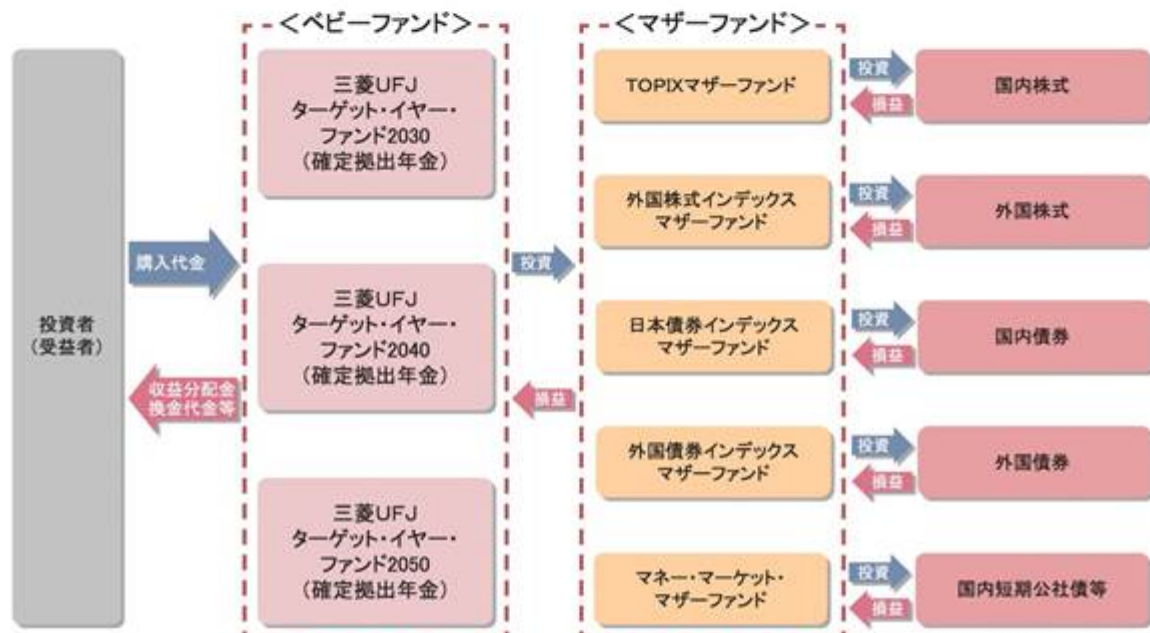 ＜ベビーファンド＞
＜マザーファンド＞
投資者
（受益者）
購入代金
収益分配金
換金代金等
三菱ＵＦＪ
ターゲット・イヤー・
ファンド2030
（確定拠出年金）
三菱ＵＦＪ
ターゲット・イヤー・
ファンド2040
（確定拠出年金）
三菱ＵＦＪ
ターゲット・イヤー・
ファンド2050
（確定拠出年金）
投資
損益
ＴＯＰＩＸマザーファンド
投資
損益
国内株式
外国株式インデックス
マザーファンド
投資
損益
外国株式
日本債券インデックス
マザーファンド
投資
損益
国内債券
外国債券インデックス
マザーファンド
投資
損益
外国債券
マネー・マーケット・
マザーファンド
投資
損益
国内短期公社債等